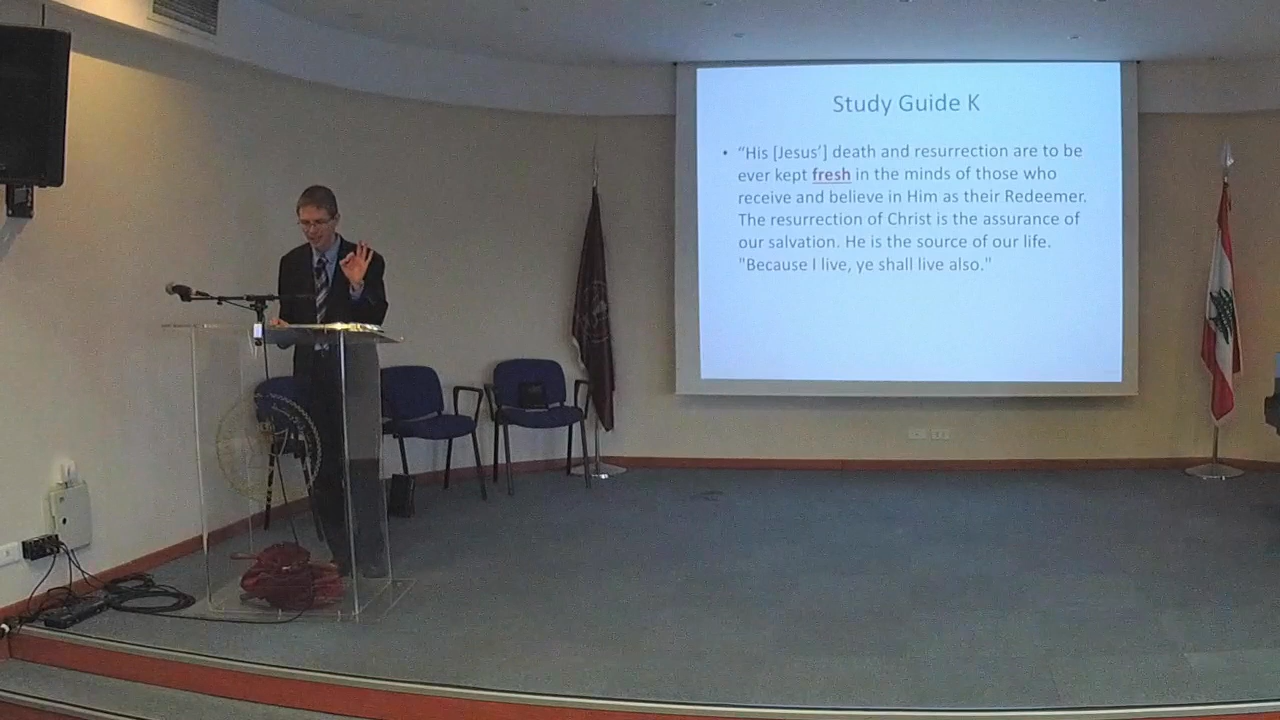 Study Guide K
• “His [Jesus’] death and resurrection are to be
ever kept fresh in the minds of those who
receive and believe in Him as their Redeemer.
The resurrection of Christ is the assurance of
our salvation. He is the source of our life.
"Because I live, ye shall live also."